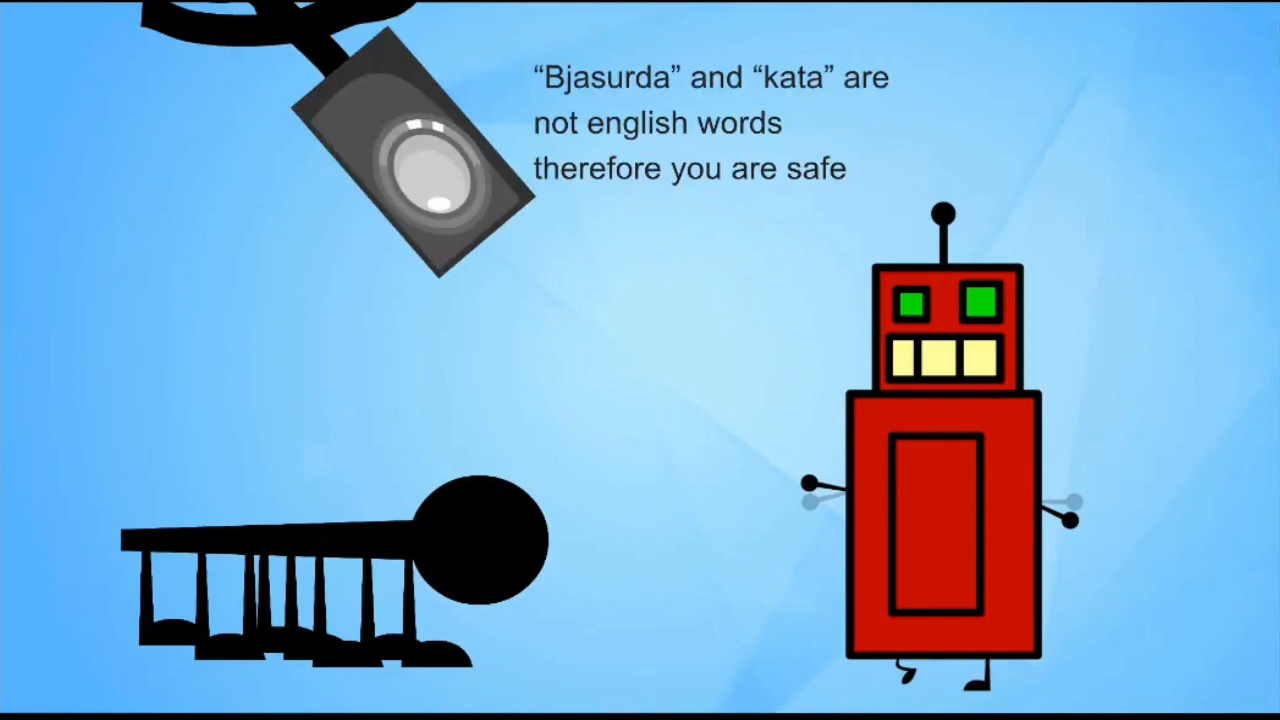 “Bjasurda” and “kata” are
not english words
therefore you are safe